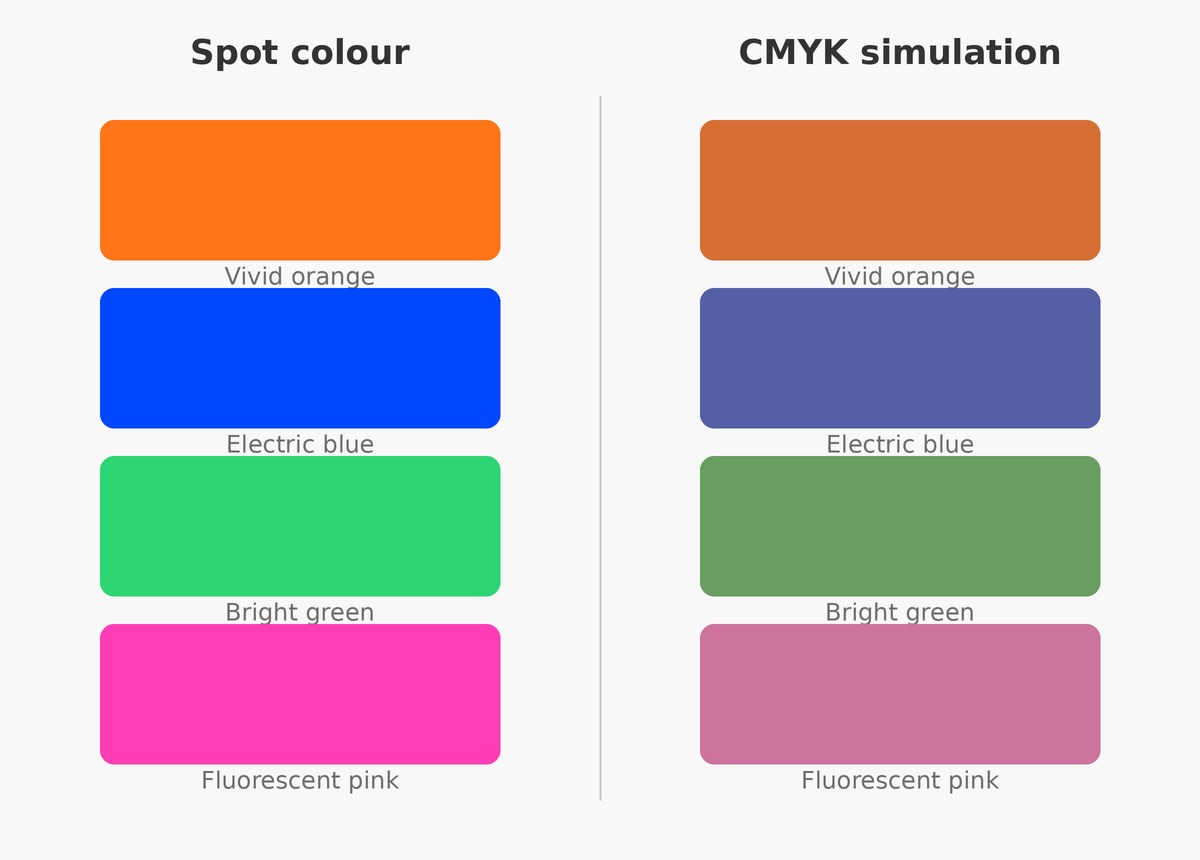 Spot colour
Vivid orange
Electric blue
Bright green
Fluorescent pink
CMYK simulation
Vivid orange
Electric blue
Bright green
Fluorescent pink